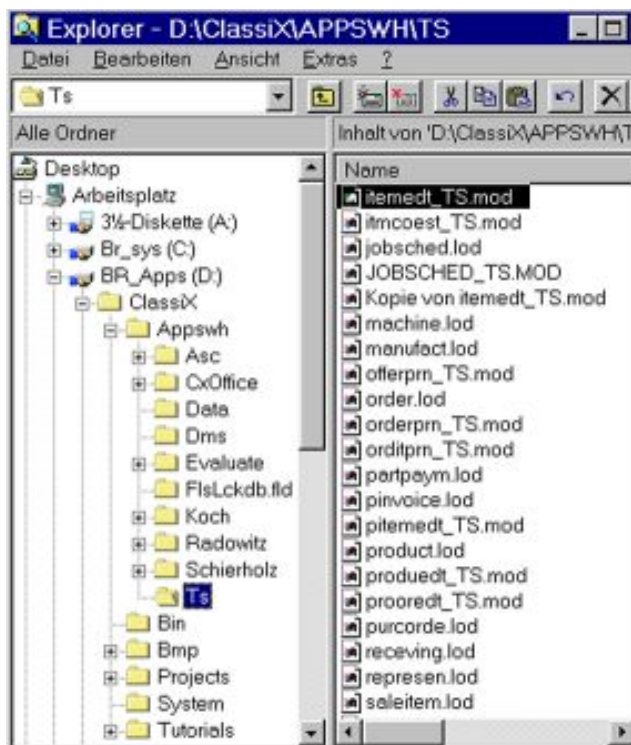 Explorer - D:\ClassiX\APPSWH\TS
Datei Bearbeiten Ansicht Extras ?
Ts
Alle Ordner
Inhalt von 'D:\ClassiX\APPSWH\T
Desktop
Arbeitsplatz
3½-Diskette (A:)
Br_sys (C:)
BR_Apps (D:)
ClassiX
Appswh
Asc
CxOffice
Data
Dms
Evaluate
FlsLckdb.fld
Koch
Radowitz
Schierholz
Ts
Bin
Bmp
Projects
System
Tutorials
Name
itemedt_TS.mod
itmcoest_TS.mod
jobsched.lod
JOBSCHED_TS.MOD
Kopie von itemedt_TS.mod
machine.lod
manufact.lod
offerprn_TS.mod
order.lod
orderprn_TS.mod
orditprn_TS.mod
partpaym.lod
pinvoice.lod
pitemedt_TS.mod
product.lod
produedt_TS.mod
prooredt_TS.mod
purcorde.lod
receving.lod
represen.lod
saleitem.lod